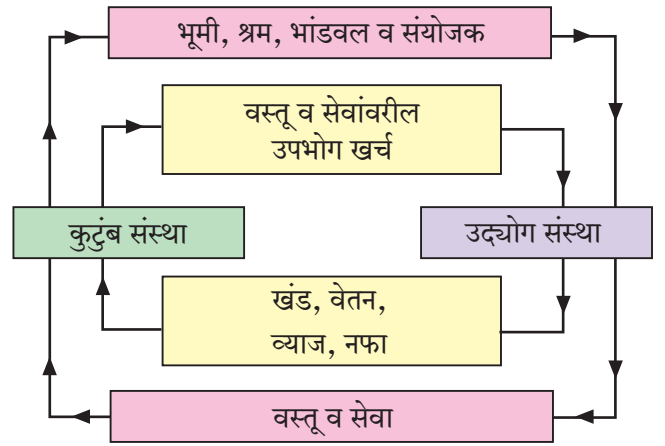 भूमी, श्रम, भांडवल व संयोजक
वस्तू व सेवांवरील
उपभोग खर्च
कुटुंब संस्था
उद्योग संस्था
खंड, वेतन,
व्याज, नफा
वस्तू व सेवा